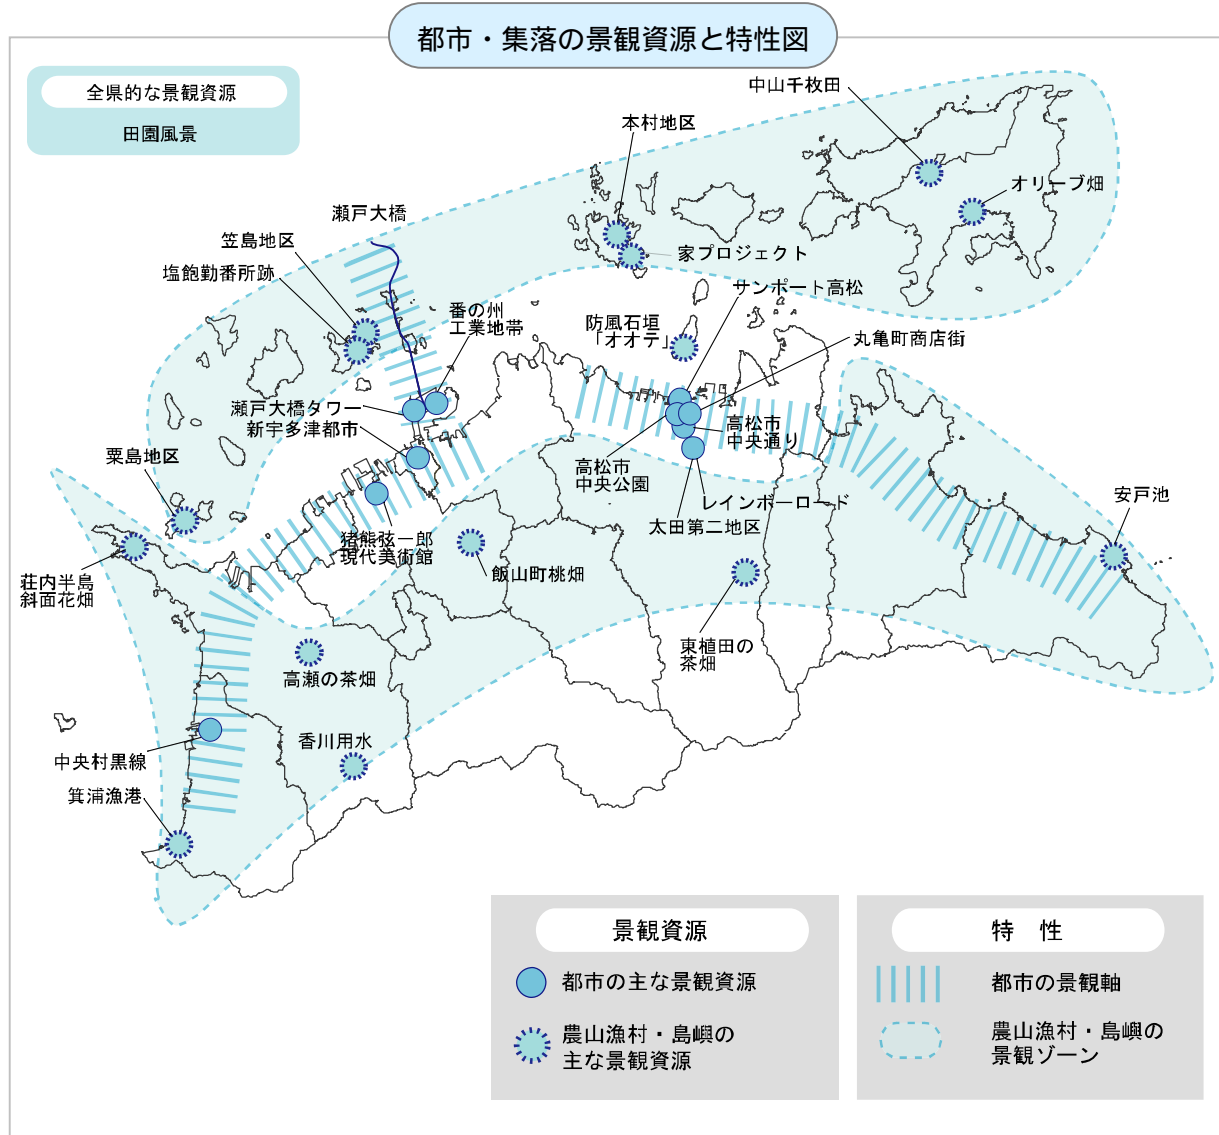 都市・集落の景観資源と特性図
全県的な景観資源
田園風景
中山千枚田
本村地区
オリーブ畑
瀬戸大橋
笠島地区
家プロジェクト
塩飽勤番所跡
サンポート高松
番の州
工業地帯
防風石垣
「オオテ」
丸亀町商店街
瀬戸大橋タワー
新宇多津都市
高松市
中央通り
粟島地区
高松市
中央公園
レインボーロード
安戸池
太田第二地区
猪熊弦一郎
現代美術館
飯山町桃畑
荘内半島
斜面花畑
東植田の
茶畑
高瀬の茶畑
香川用水
中央村黒線
箕浦漁港
景観資源
都市の主な景観資源
農山漁村・島嶼の
主な景観資源
特 性
都市の景観軸
農山漁村・島嶼の
景観ゾーン